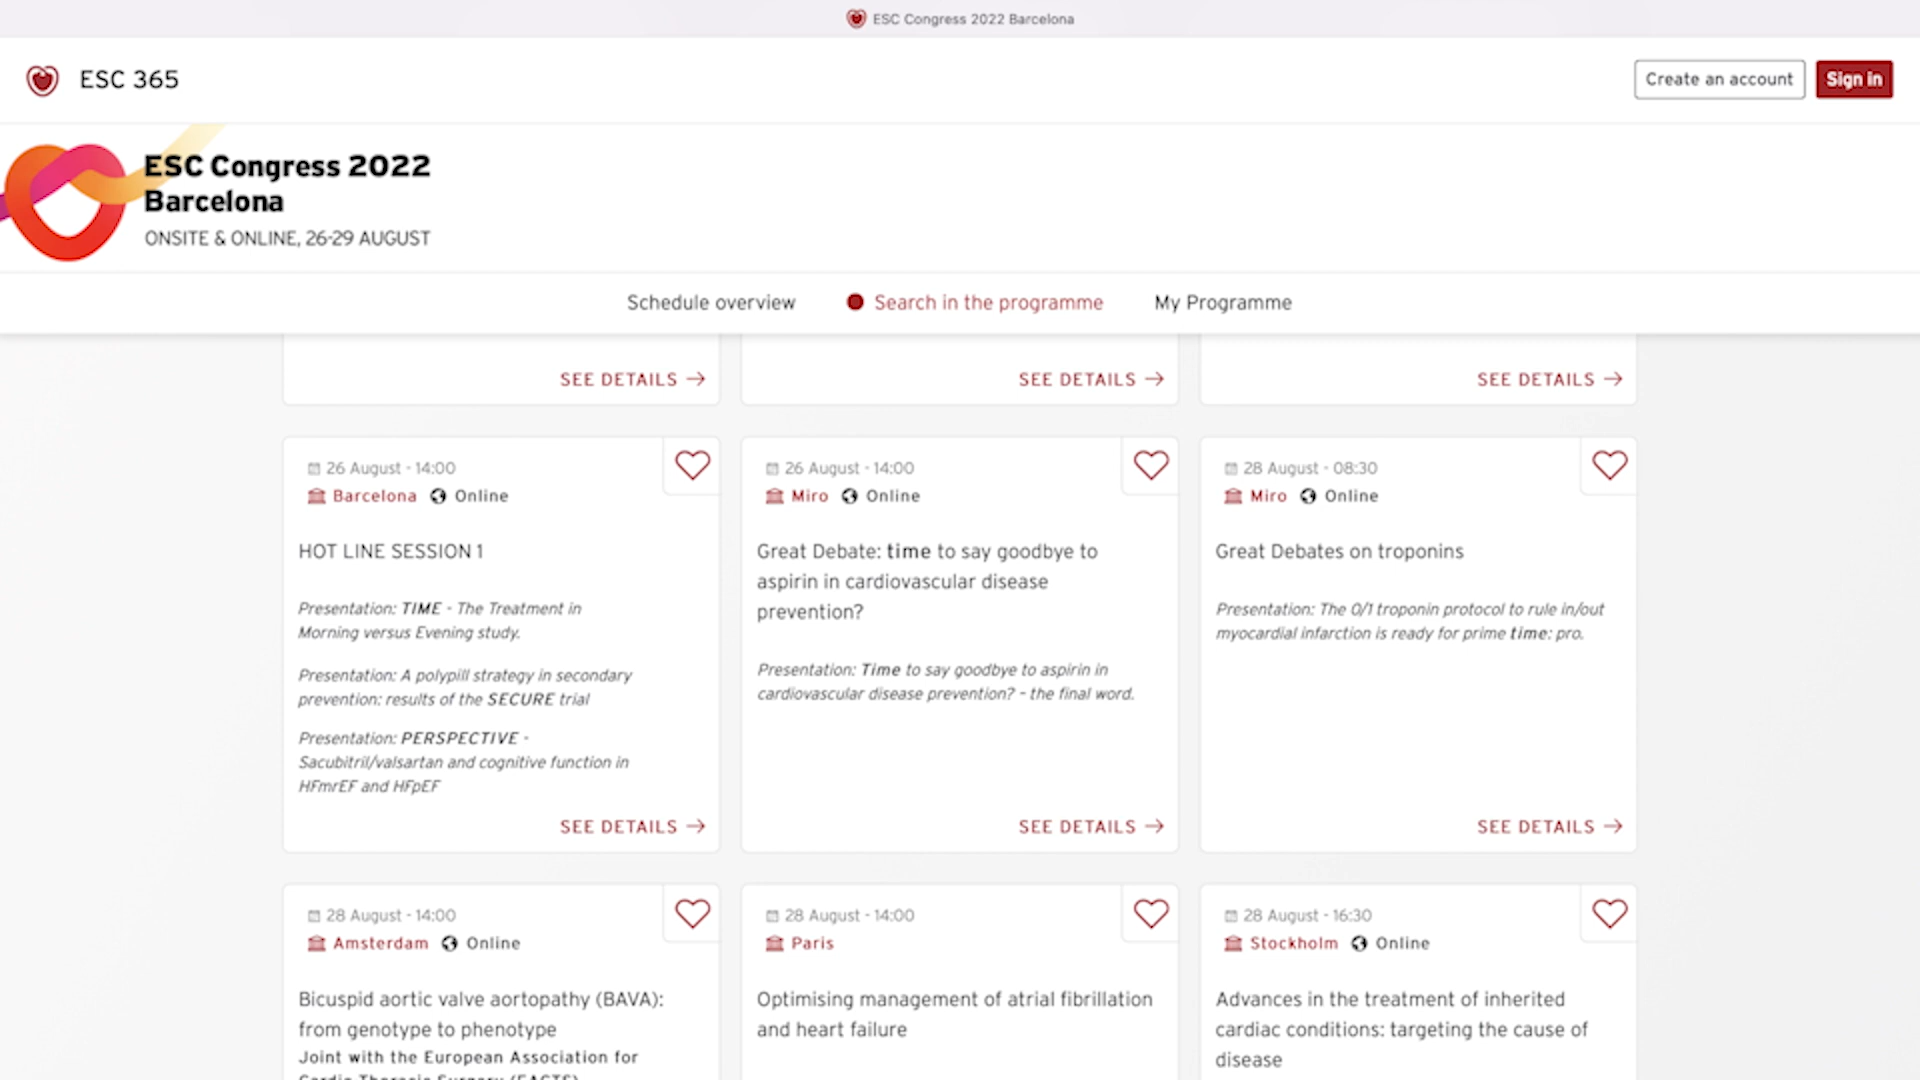 ESC Congress 2022 Barcelona
ESC 365
Create an account
Sign in
ESC Congress 2022
Barcelona
ONSITE & ONLINE, 26-29 AUGUST
Schedule overview
Search in the programme
My Programme
SEE DETAILS →
SEE DETAILS →
SEE DETAILS →
26 August - 14:00
Barcelona Online
HOT LINE SESSION 1
Presentation: TIME - The Treatment in
Morning versus Evening study.
Presentation: A polypill strategy in secondary
prevention: results of the SECURE trial
Presentation: PERSPECTIVE -
Sacubitril/valsartan and cognitive function in
HFmrEF and HFpEF
SEE DETAILS →
26 August - 14:00
Miro Online
Great Debate: time to say goodbye to
aspirin in cardiovascular disease
prevention?
Presentation: Time to say goodbye to aspirin in
cardiovascular disease prevention? - the final word.
SEE DETAILS →
28 August - 08:30
Miro Online
Great Debates on troponins
Presentation: The 0/1 troponin protocol to rule in/out
myocardial infarction is ready for prime time: pro.
SEE DETAILS →
28 August - 14:00
Amsterdam Online
Bicuspid aortic valve aortopathy (BAVA):
from genotype to phenotype
Joint with the European Association for
Cardio Thoracic Surgery (EACTS)
28 August - 14:00
Paris
Optimising management of atrial fibrillation
and heart failure
28 August - 16:30
Stockholm Online
Advances in the treatment of inherited
cardiac conditions: targeting the cause of
disease